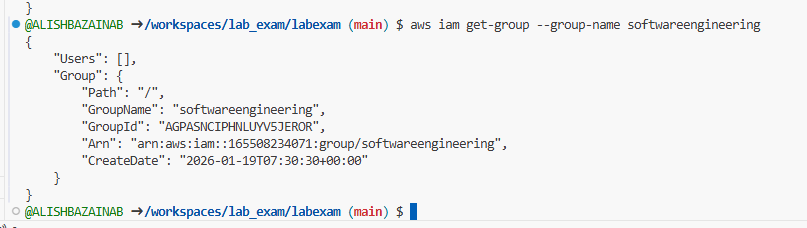 }
@ALISHBAZAINAB ➜/workspaces/lab_exam/labexam (main) $ aws iam get-group --group-name softwareengineering
{
    "Users": [],
    "Group": {
        "Path": "/",
        "GroupName": "softwareengineering",
        "GroupId": "AGPASNCIPHNLUYV5JEROR",
        "Arn": "arn:aws:iam::165508234071:group/softwareengineering",
        "CreateDate": "2026-01-19T07:30:30+00:00"
    }
}
@ALISHBAZAINAB ➜/workspaces/lab_exam/labexam (main) $